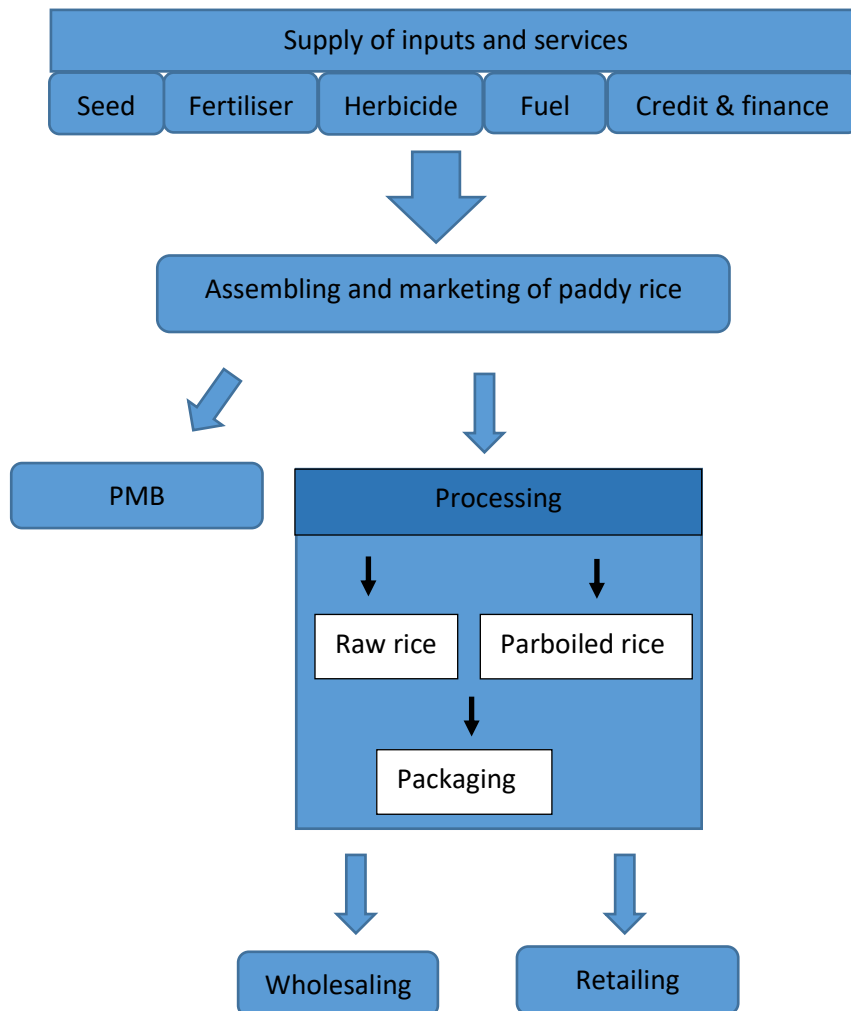 Supply of inputs and services
Seed
Fertiliser
Herbicide
Fuel
Credit & finance
Assembling and marketing of paddy rice
PMB
Processing
Raw rice
Parboiled rice
Packaging
Wholesaling
Retailing